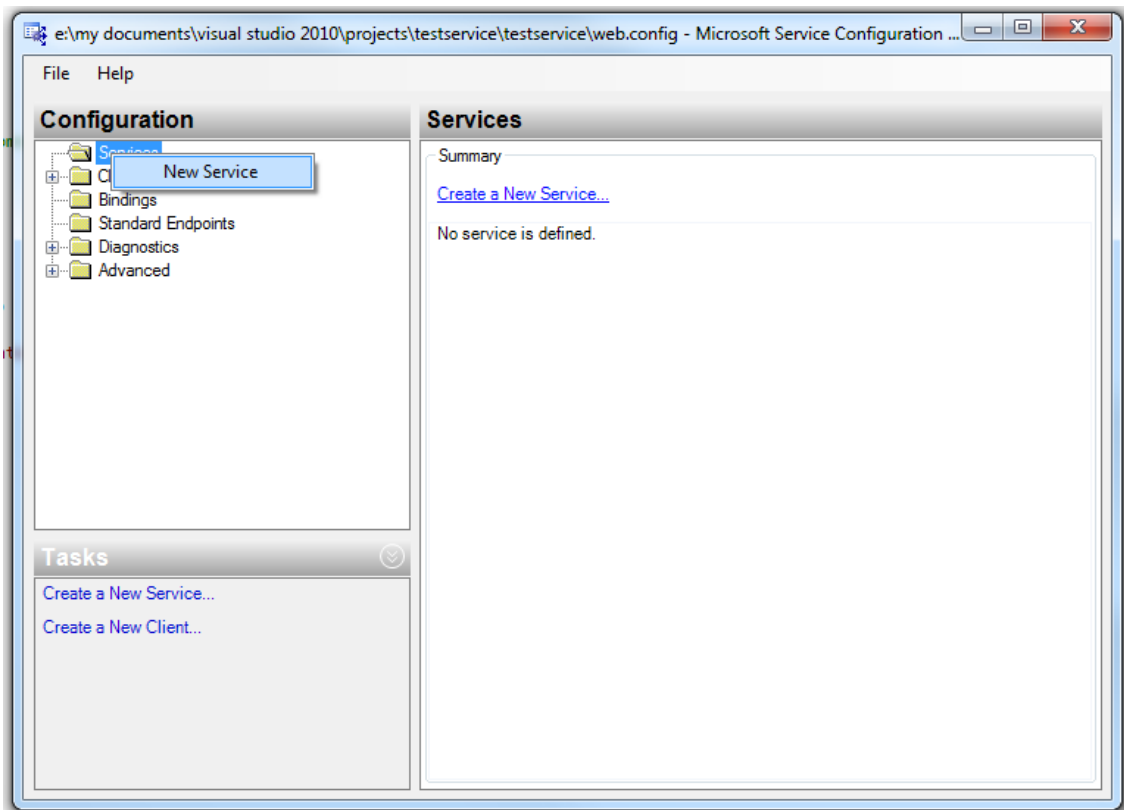 e:\my documents\visual studio 2010\projects\testservice\testservice\web.config - Microsoft Service Configuration ...
File Help
Configuration
Services
New Service
Bindings
Standard Endpoints
Diagnostics
Advanced
Services
Summary
Create a New Service...
No service is defined.
Tasks
Create a New Service...
Create a New Client...